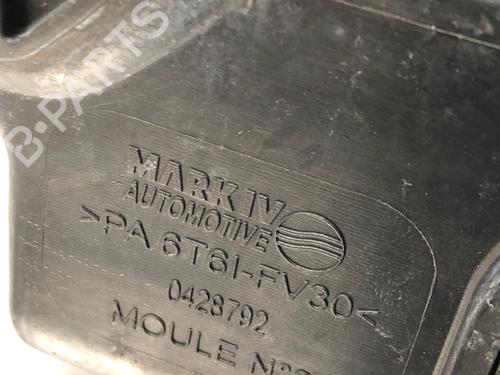 B-PARTS
MARK IV
AUTOMOTIVE
>PA 6T6I-FV30<
0428792
MOULE N°